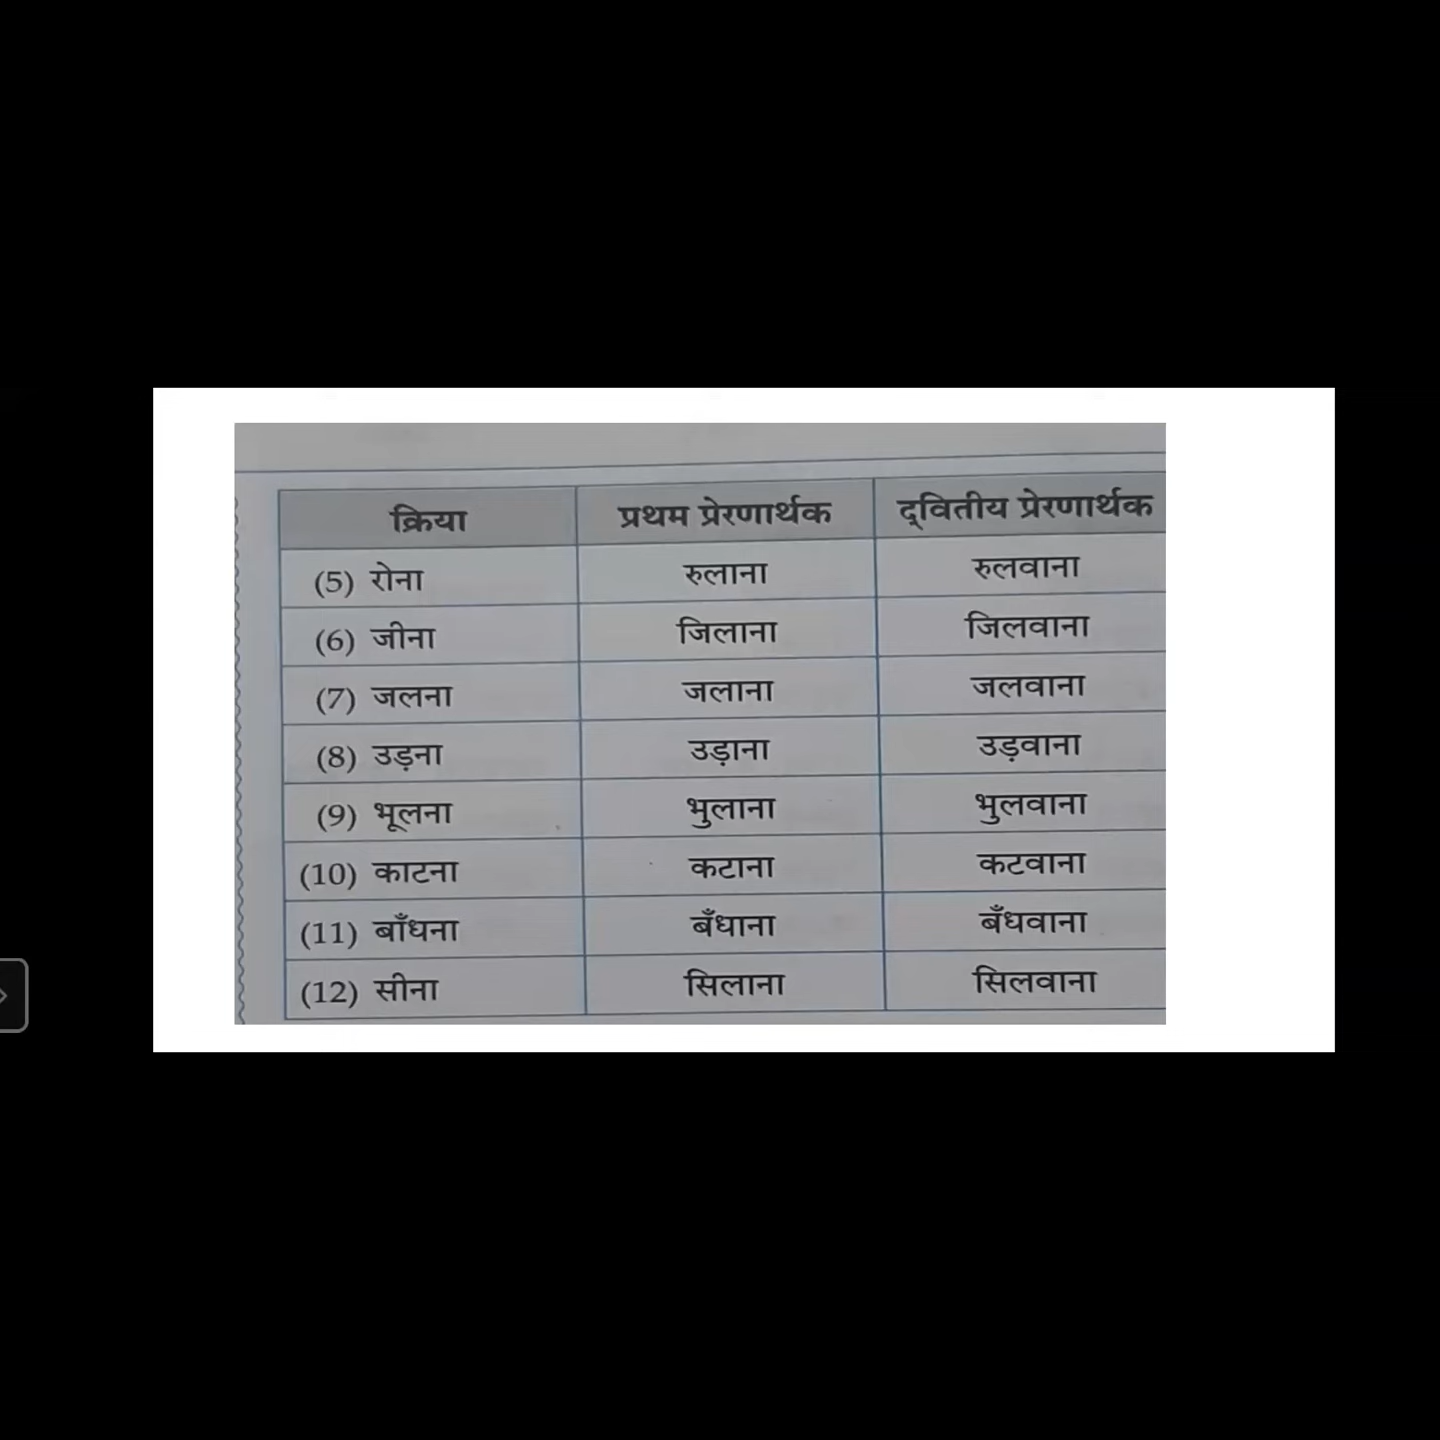 क्रिया प्रथम प्रेरणार्थक द्‌वितीय प्रेरणार्थक
(5) रोना रुलाना रुलवाना
(6) जीना जिलाना जिलवाना
(7) जलना जलाना जलवाना
(8) उड़ना उड़ाना उड़वाना
(9) भूलना भुलाना भुलवाना
(10) काटना कटाना कटवाना
(11) बाँधना बँधाना बँधवाना
(12) सीना सिलाना सिलवाना